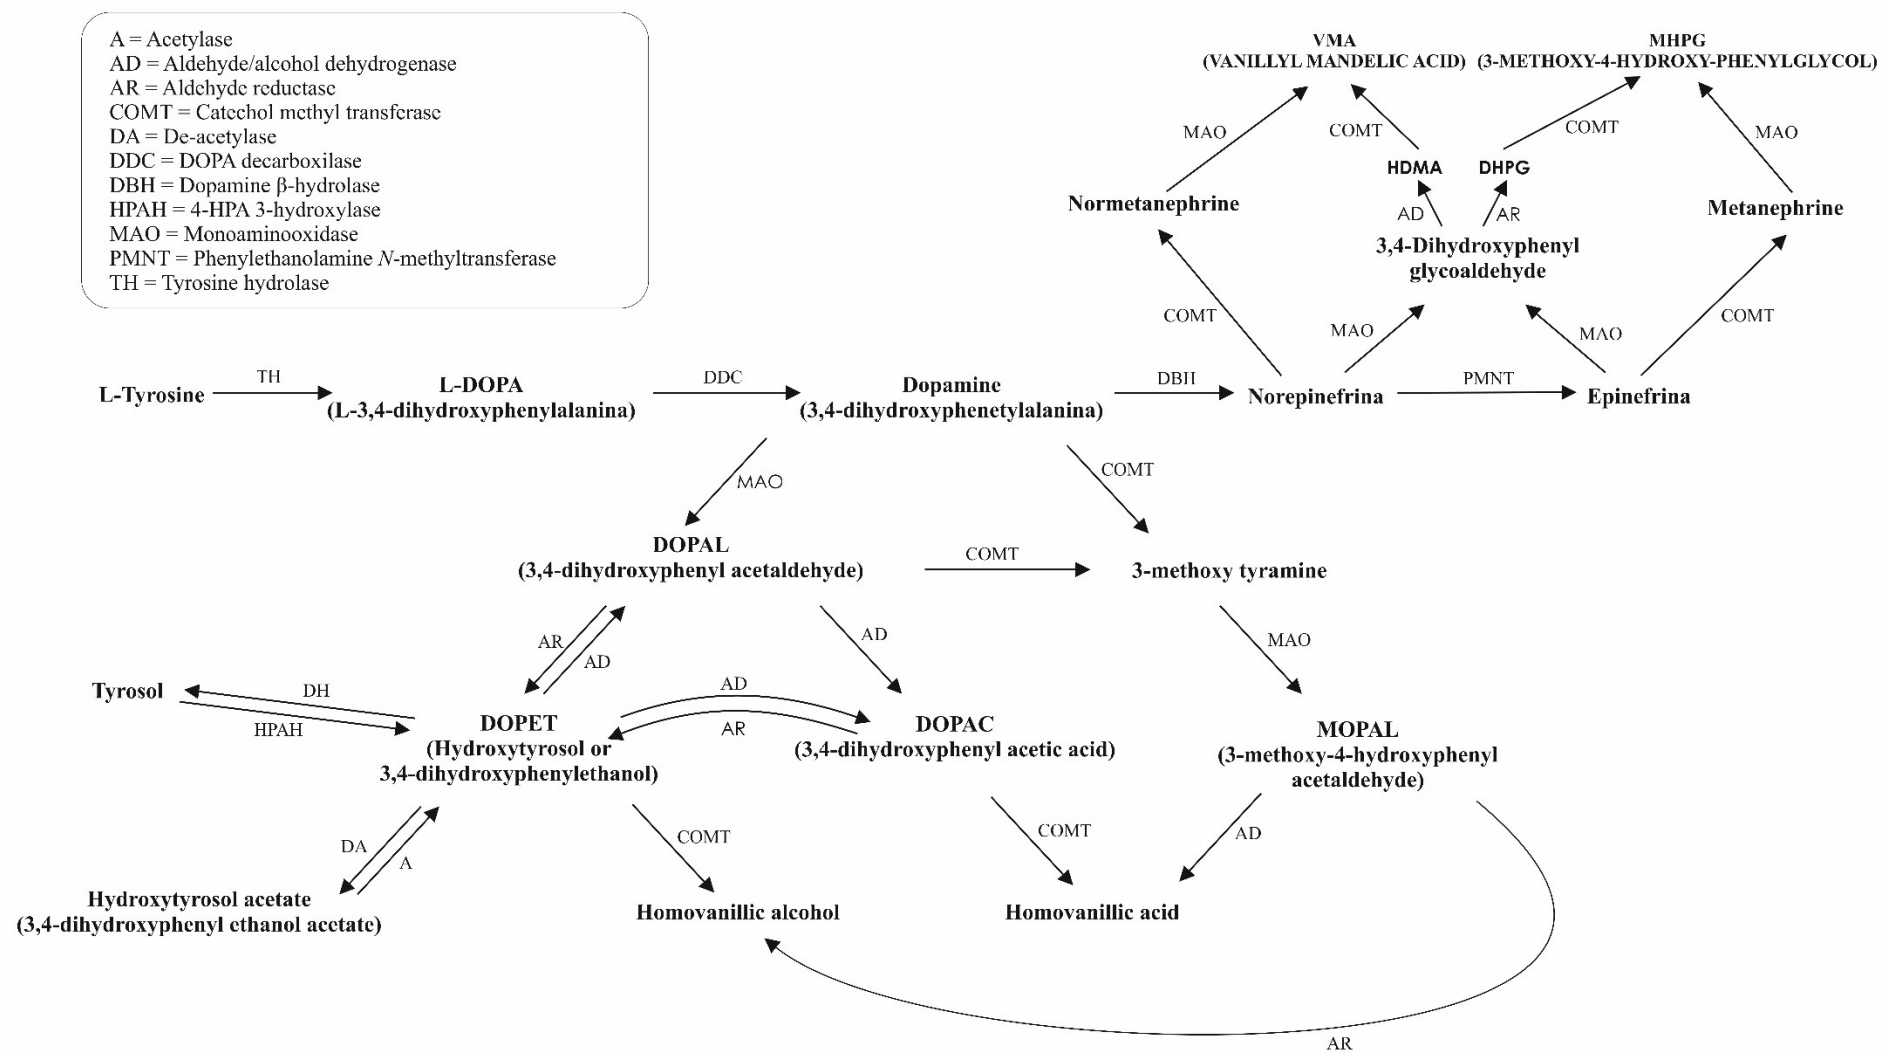 A = Acetylase
AD = Aldehyde/alcohol dehydrogenase
AR = Aldehyde reductase
COMT = Catechol methyl transferase
DA = De-acetylase
DDC = DOPA decarboxilase
DBH = Dopamine β-hydrolase
HPAH = 4-HPA 3-hydroxylase
MAO = Monoaminooxidase
PMNT = Phenylethanolamine N-methyltransferase
TH = Tyrosine hydrolase
VMA
(VANILLYL MANDELIC ACID)
MHPG
(3-METHOXY-4-HYDROXY-PHENYLGLYCOL)
MAO
COMT
COMT
MAO
HDMA
DHPG
Normetanephrine
AD
AR
Metanephrine
3,4-Dihydroxyphenyl
glycoaldehyde
COMT
MAO
MAO
COMT
L-Tyrosine
TH
L-DOPA
(L-3,4-dihydroxyphenylalanina)
DDC
Dopamine
(3,4-dihydroxyphenetylalanina)
DBH
Norepinefrina
PMNT
Epinefrina
MAO
COMT
DOPAL
(3,4-dihydroxyphenyl acetaldehyde)
COMT
3-methoxy tyramine
AR
AD
AD
MAO
Tyrosol
DH
HPAH
DOPET
(Hydroxytyrosol or
3,4-dihydroxyphenylethanol)
AD
AR
DOPAC
(3,4-dihydroxyphenyl acetic acid)
MOPAL
(3-methoxy-4-hydroxyphenyl
acetaldehyde)
DA
A
COMT
COMT
AD
Hydroxytyrosol acetate
(3,4-dihydroxyphenyl ethanol acetate)
Homovanillic alcohol
Homovanillic acid
AR